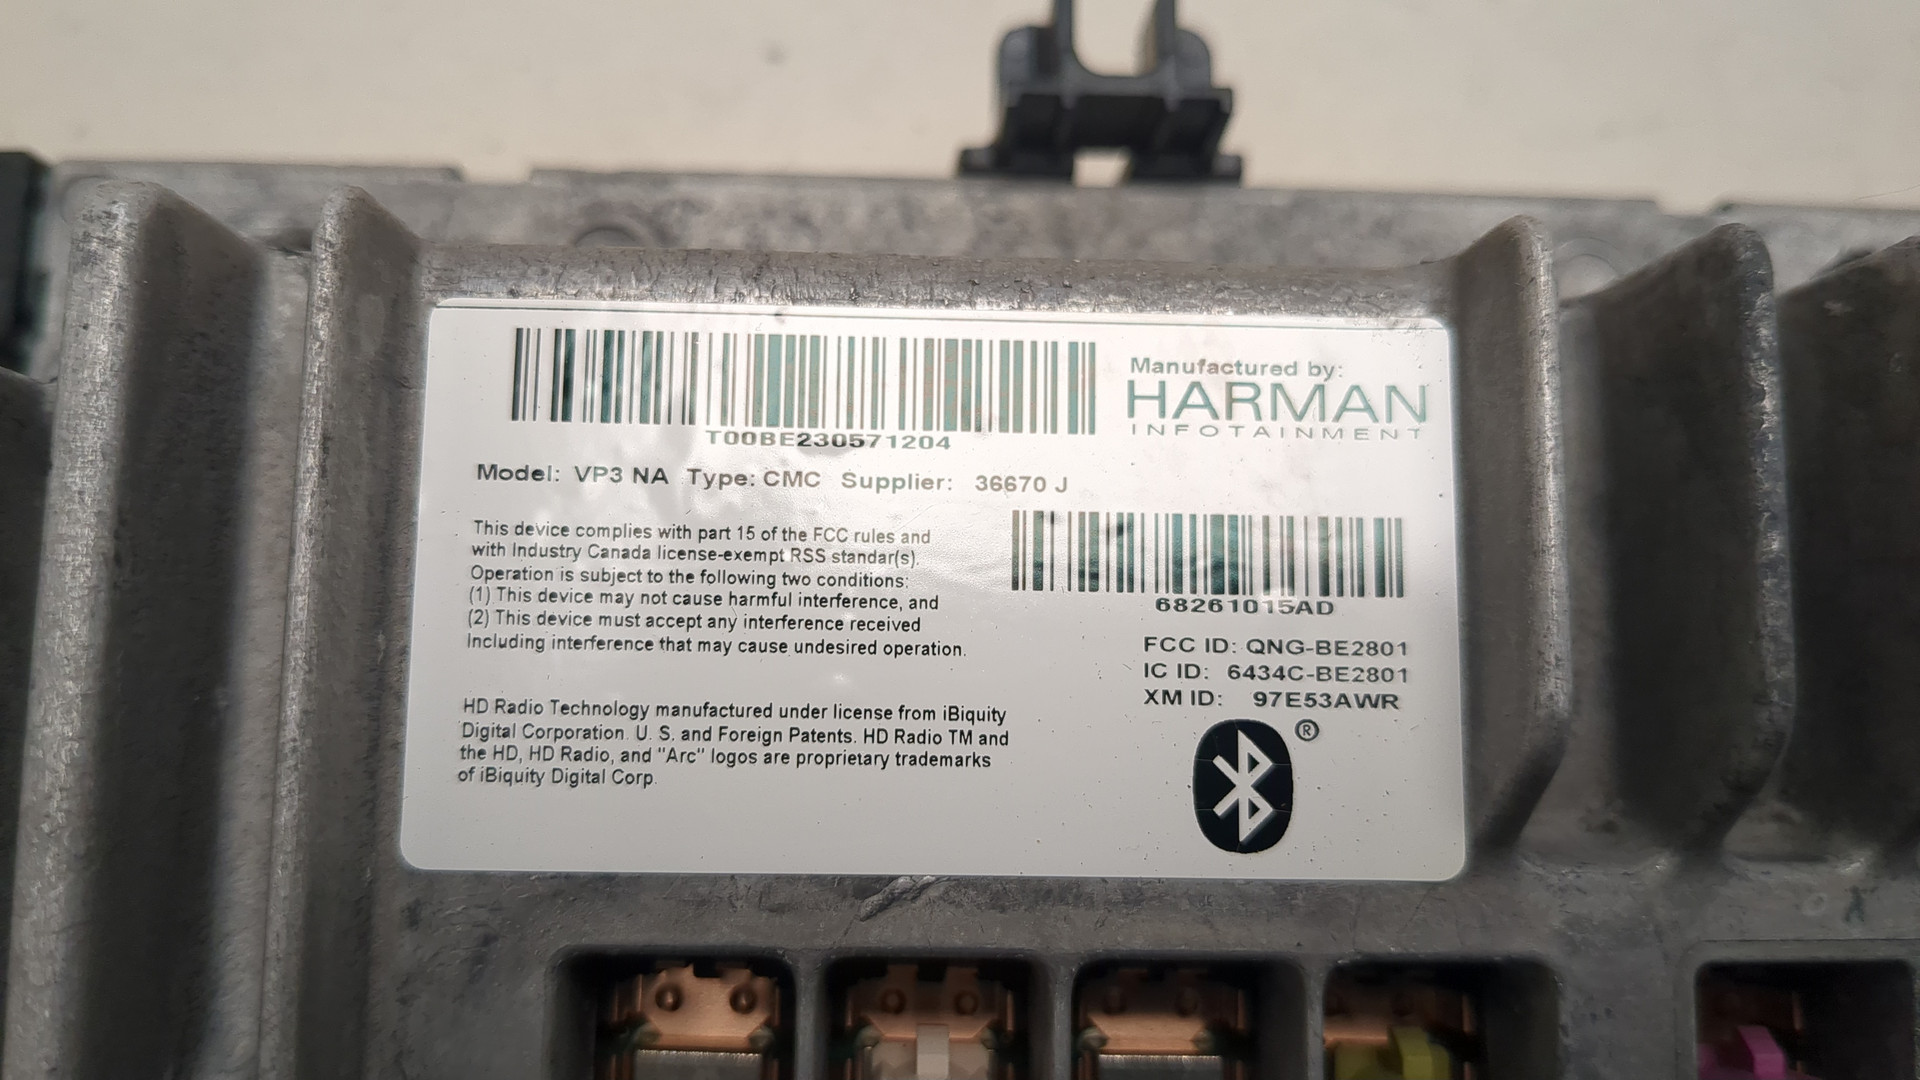 T00BE230571204
Manufactured by:
HARMAN
INFOTAINMENT
Model: VP3 NA Type: CMC Supplier: 36670 J
This device complies with part 15 of the FCC rules and
with Industry Canada license-exempt RSS standar(s).
Operation is subject to the following two conditions:
(1) This device may not cause harmful interference, and
(2) This device must accept any interference received
Including interference that may cause undesired operation.
68261015AD
FCC ID: QNG-BE2801
IC ID: 6434C-BE2801
XM ID: 97E53AWR
HD Radio Technology manufactured under license from iBiquity
Digital Corporation. U. S. and Foreign Patents. HD Radio TM and
the HD, HD Radio, and "Arc" logos are proprietary trademarks
of iBiquity Digital Corp.
®